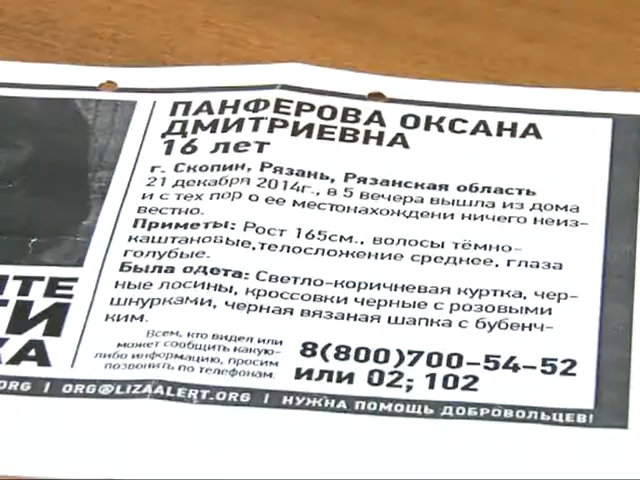 ПАНФЕРОВА ОКСАНА
ДМИТРИЕВНА
16 лет
г. Скопин, Рязань, Рязанская область
21 декабря 2014г., в 5 вечера вышла из дома
и с тех пор о ее местонахождени ничего неиз-
вестно.
Приметы: Рост 165см., волосы тёмно-
каштановые,телосложение среднее, глаза
голубые.
Была одета: Светло-коричневая куртка, чер-
ные лосины, кроссовки черные с розовыми
шнурками, черная вязаная шапка с бубенч-
ким.
Всем, кто видел или
может сообщить какую-
либо информацию, просим
позвонить по телефонам:
8(800)700-54-52
или 02; 102
ORG | ORG@LIZAALERT.ORG | НУЖНА ПОМОЩЬ ДОБРОВОЛЬЦЕВ!